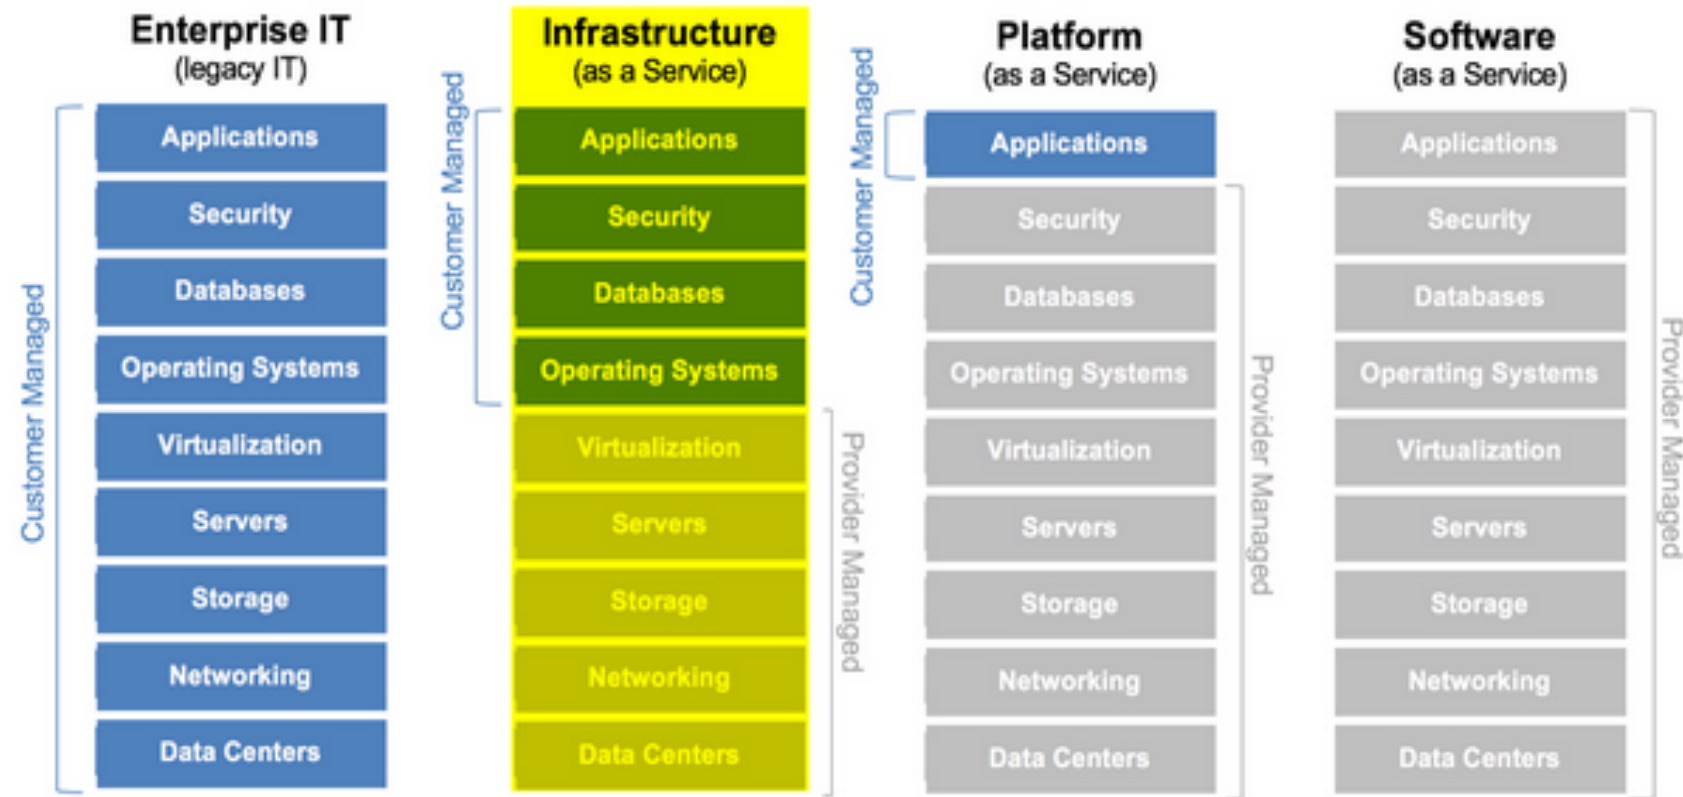 Enterprise IT
(legacy IT)
Customer Managed
Applications
Security
Databases
Operating Systems
Virtualization
Servers
Storage
Networking
Data Centers
Infrastructure
(as a Service)
Customer Managed
Applications
Security
Databases
Operating Systems
Virtualization
Servers
Storage
Networking
Data Centers
Provider Managed
Platform
(as a Service)
Customer Managed
Applications
Security
Databases
Operating Systems
Virtualization
Servers
Storage
Networking
Data Centers
Provider Managed
Software
(as a Service)
Applications
Security
Databases
Operating Systems
Virtualization
Servers
Storage
Networking
Data Centers
Provider Managed